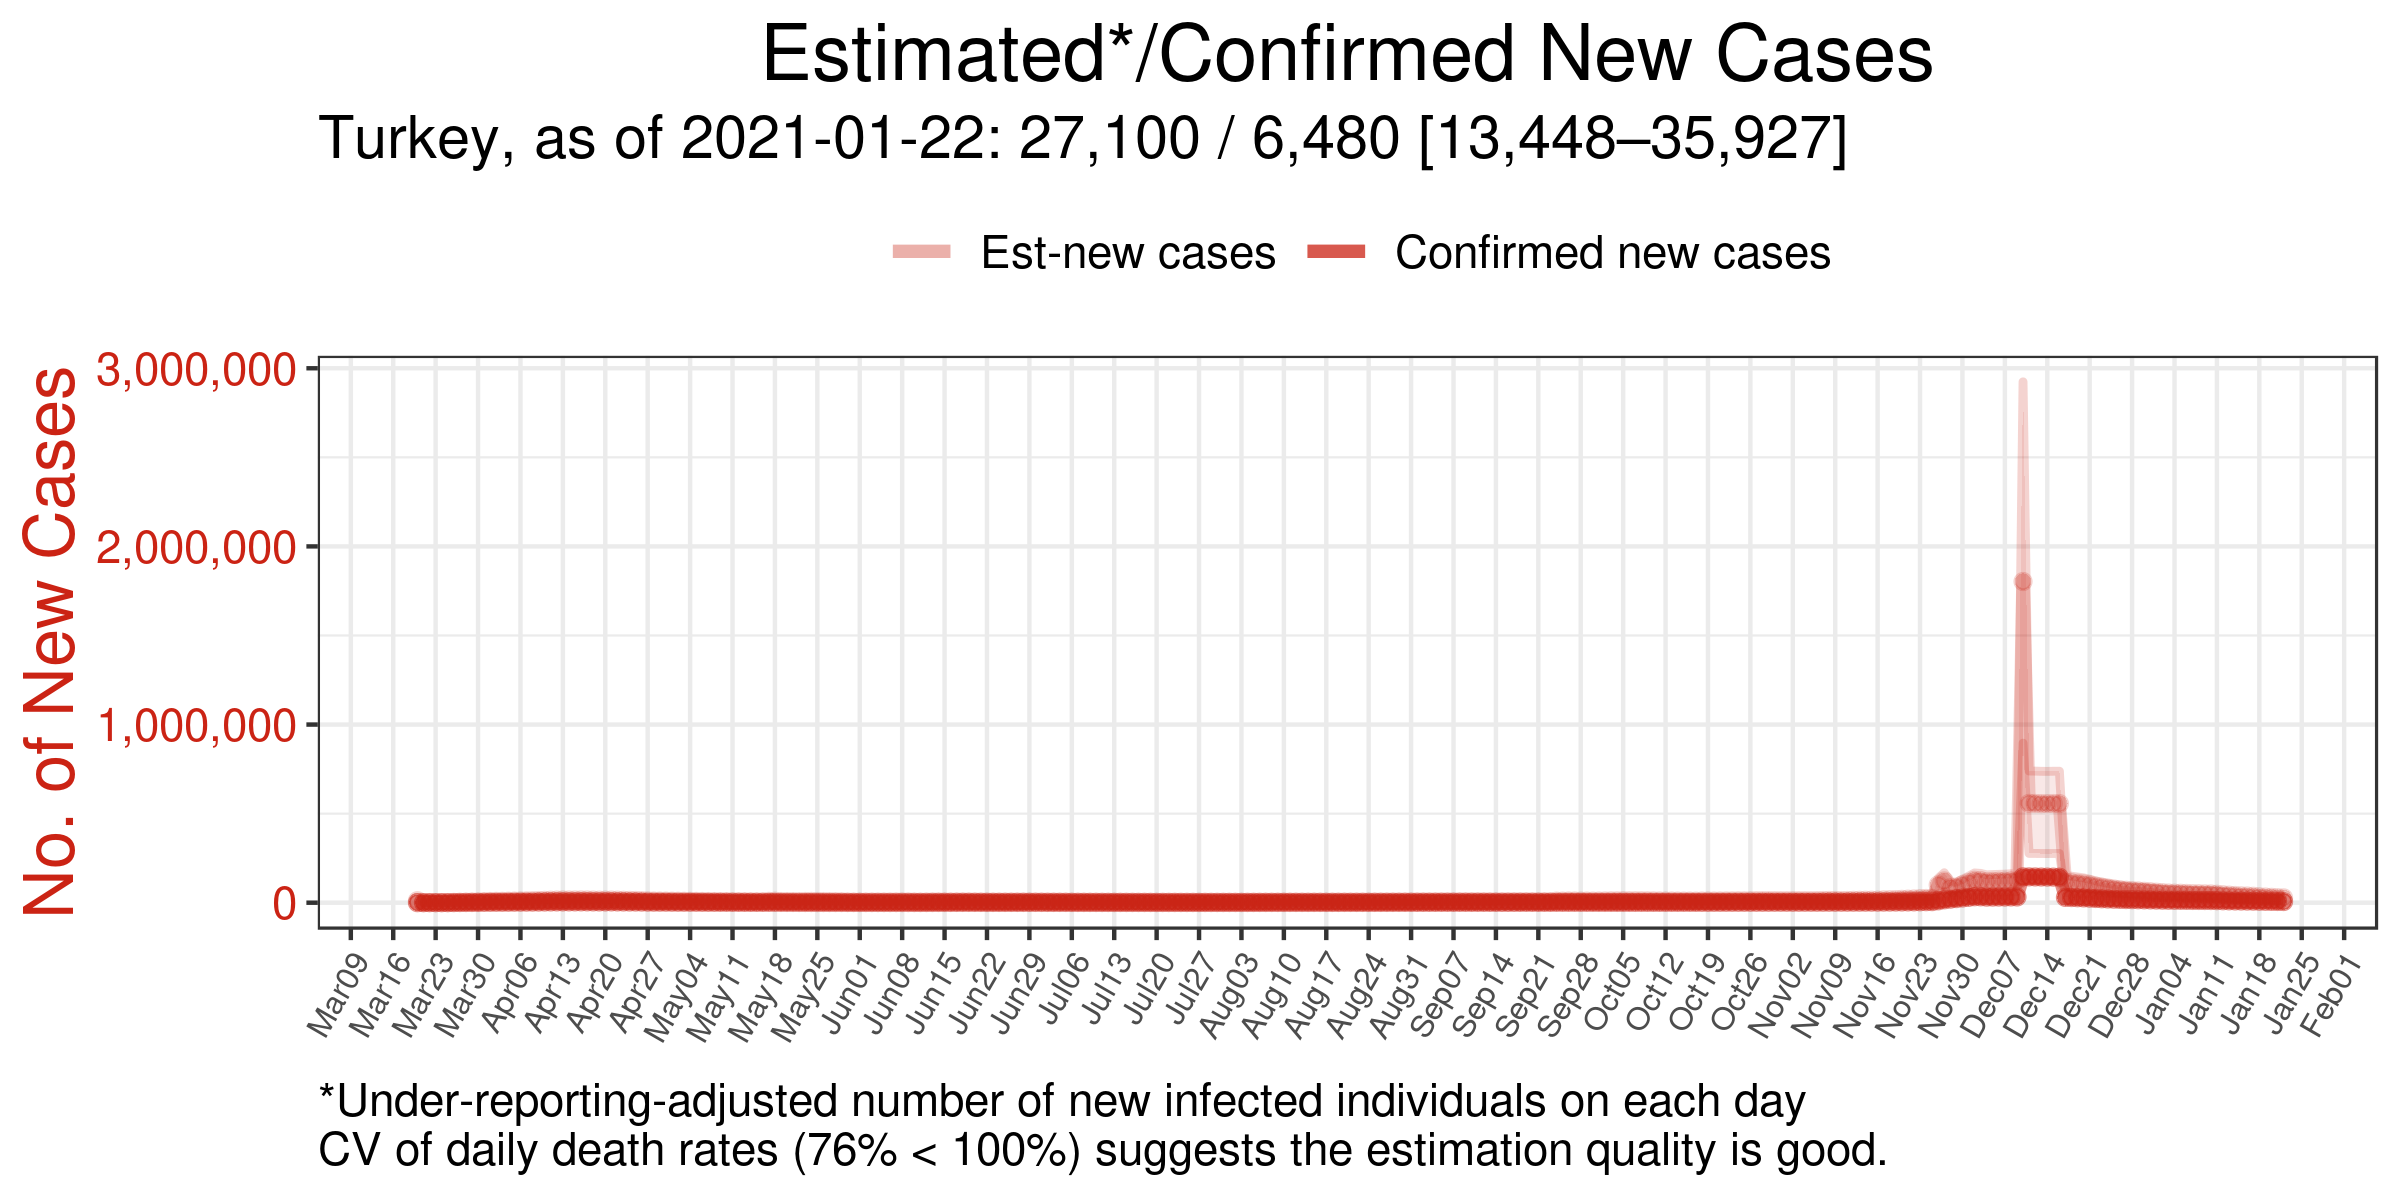 Estimated*/Confirmed New Cases
Turkey, as of 2021-01-22: 27,100 / 6,480 [13,448–35,927]
Est-new cases
Confirmed new cases
No. of New Cases
3,000,000
2,000,000
1,000,000
0
Mar09
Mar16
Mar23
Mar30
Apr06
Apr13
Apr20
Apr27
May04
May11
May18
May25
Jun01
Jun08
Jun15
Jun22
Jun29
Jul06
Jul13
Jul20
Jul27
Aug03
Aug10
Aug17
Aug24
Aug31
Sep07
Sep14
Sep21
Sep28
Oct05
Oct12
Oct19
Oct26
Nov02
Nov09
Nov16
Nov23
Nov30
Dec07
Dec14
Dec21
Dec28
Jan04
Jan11
Jan18
Jan25
Feb01
*Under-reporting-adjusted number of new infected individuals on each day
CV of daily death rates (76% < 100%) suggests the estimation quality is good.